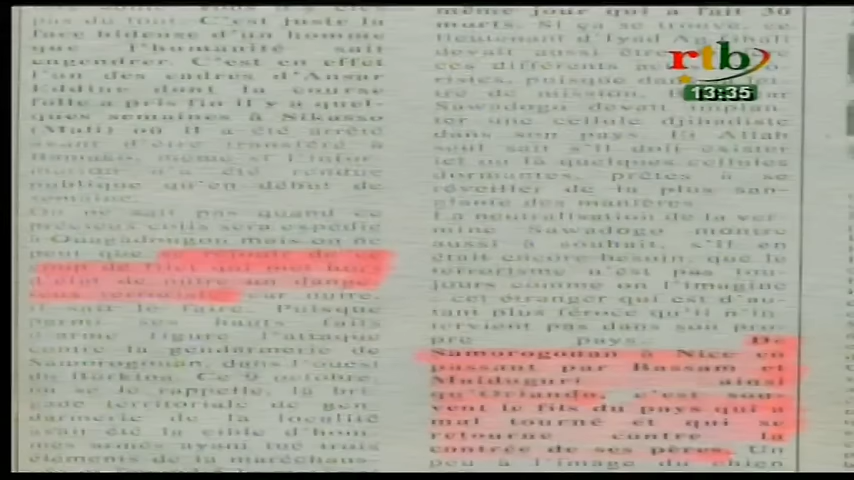 pas du tout. C'est juste la
face hideuse d'un homme
que l'humanité sait
engendrer. C'est en effet
l'un des cadres d'Ansar
Eddine dont la course
folle a pris fin il y a quel-
ques semaines à Sikasso
(Mali) où il a été arrêté
avant d'être transféré à
Bamako, même si l'infor-
mation n'a été rendue
publique qu'en début de
semaine.
On ne sait pas quand ce
précieux colis sera expédié
à Ouagadougou mais on ne
peut que se réjouir de ce
coup de filet qui met hors
d'état de nuire un dange-
reux terroriste. Car nuire,
il sait le faire. Puisque
parmi ses hauts faits
d'arme figure l'attaque
contre la gendarmerie de
Samorogouan, dans l'ouest
du Burkina. Ce 9 octobre,
on se le rappelle, la bri-
gade territoriale de gen-
darmerie de la localité
avait été la cible d'hom-
mes armés ayant tué trois
éléments de la maréchaus-
même jour qui a fait 30
morts. Si ça se trouve, ce
lieutenant d'Iyad Ag Ghali
devait aussi
ces différents
ristes, puisque dans
tre de mission,
Sawadogo devait implan-
ter une cellule djihadiste
dans son pays. Et Allah
seul sait s'il doit exister
ici ou là quelques cellules
dormantes, prêtes à se
réveiller de la plus san-
glante des manières.
La neutralisation de la ver-
mine Sawadogo montre
aussi à souhait, s'il en
était encore besoin, que le
terrorisme n'est pas tou-
jours comme on l'imagine
cet étranger qui est d'au-
tant plus féroce qu'il n'in-
tervient pas dans son pro-
pre pays. De
Samorogouan à Nice en
passant par Bassam et
Maiduguri ainsi
qu'Orlando, c'est sou-
vent le fils du pays qui a
mal tourné et qui se
retourne contre la
contrée de ses pères. Un
peu à l'image du chien
rtb
13:35